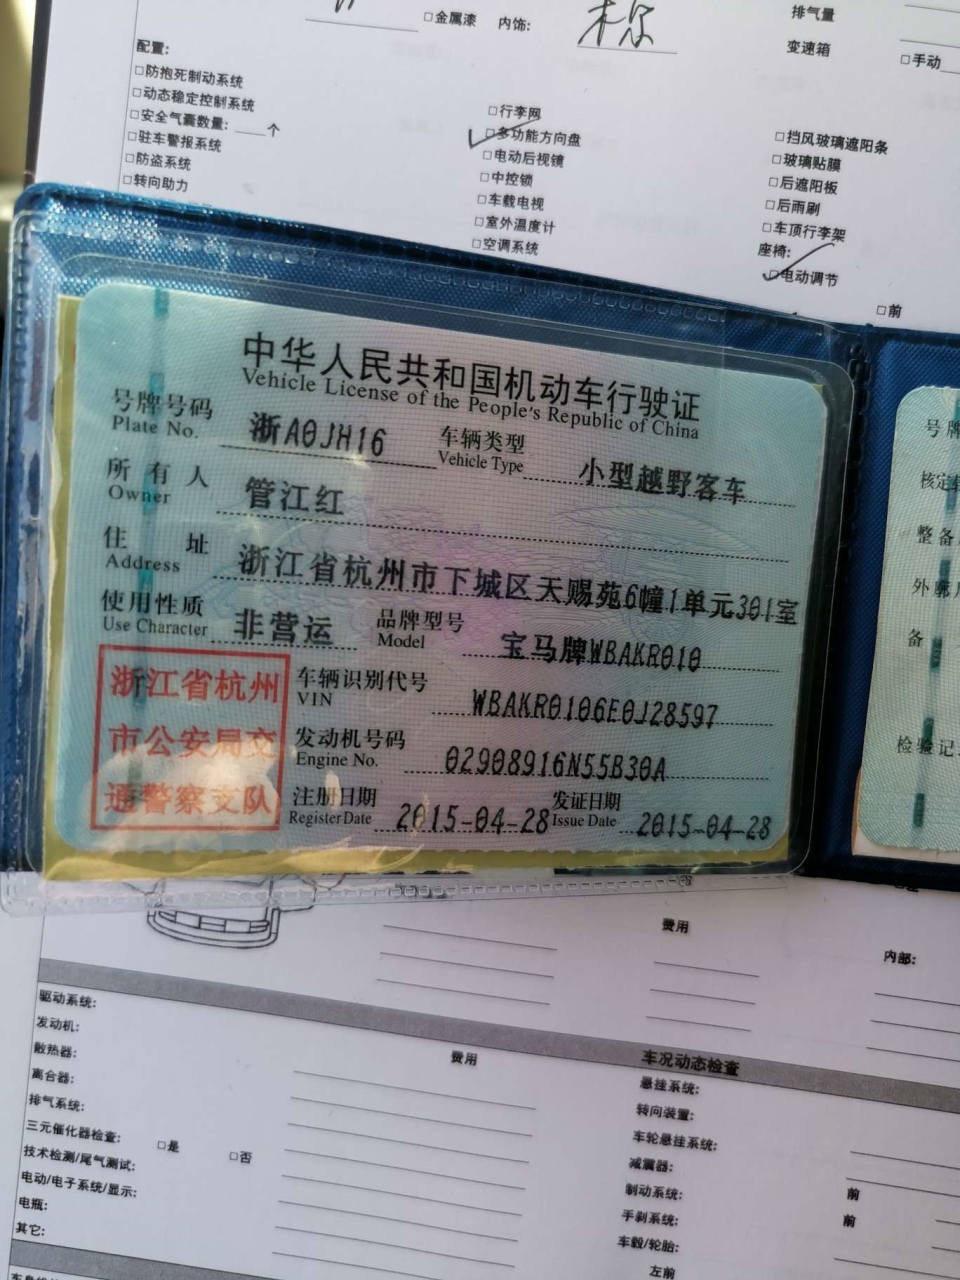 □金属漆 内饰: 排气量
配置: 变速箱 □手动
□防抱死制动系统
□动态稳定控制系统
□安全气囊数量: ____个
□驻车警报系统
□防盗系统
□转向助力
□行李网
□多功能方向盘
□电动后视镜
□中控锁
□车载电视
□室外温度计
□空调系统
□挡风玻璃遮阳条
□玻璃贴膜
□后遮阳板
□后雨刷
□车顶行李架
座椅:
□电动调节
□前
中华人民共和国机动车行驶证
Vehicle License of the People's Republic of China
号牌号码 浙A0JH16 车辆类型 小型越野客车
Plate No. Vehicle Type
所有人 管江红
Owner
住址 浙江省杭州市下城区天赐苑6幢1单元301室
Address
使用性质 非营运 品牌型号 宝马牌WBAKR010
Use Character Model
浙江省杭州
市公安局交
通警察支队
车辆识别代号 WBAKR0106E0J28597
VIN
发动机号码 02908916N55B30A
Engine No.
注册日期 2015-04-28 发证日期 2015-04-28
Register Date Issue Date
号牌
核定
整备
外廓
备
检验记
费用
内部:
驱动系统:
发动机:
散热器:
离合器:
排气系统:
三元催化器检查: □是 □否
技术检测/尾气测试:
电动/电子系统/显示:
电瓶:
其它:
费用
车况动态检查
悬挂系统:
转向装置:
车轮悬挂系统:
减震器:
制动系统: 前
手刹系统: 前
车毂/轮胎:
左前